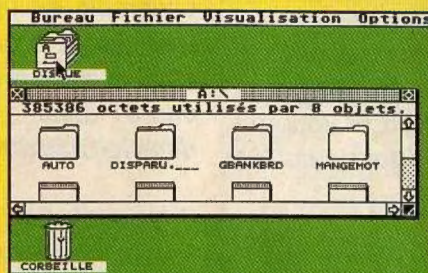 Bureau Fichier Visualisation Options
A
DISQUE
A:\
385386 octets utilisés par 8 objets.
AUTO DISPARU.___ GBANKBRD MANGEMOT
CORBEILLE